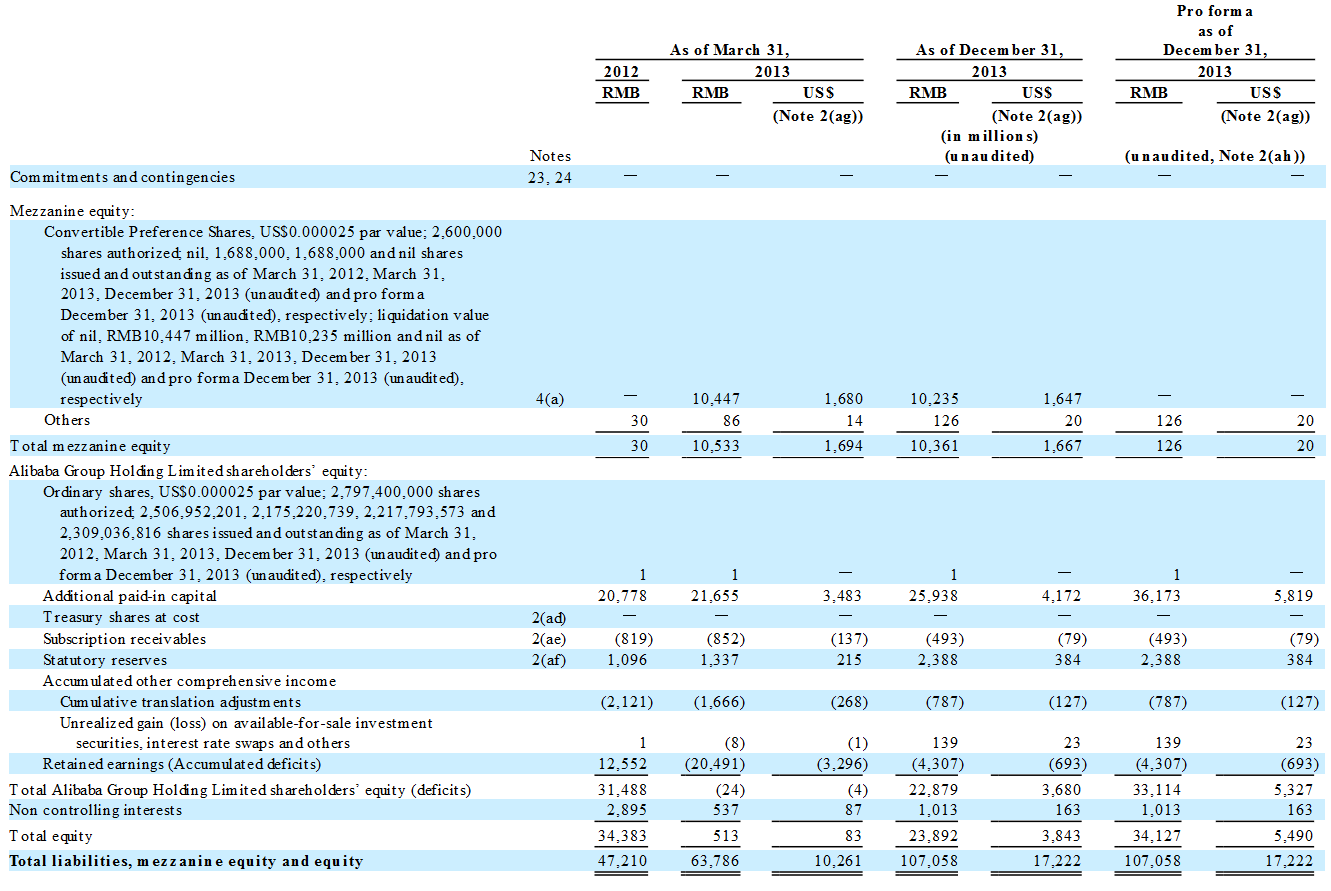 Pro forma
as of
As of March 31, As of December 31, December 31,
2012 2013 2013 2013
RMB RMB US$ RMB US$ RMB US$
(Note 2(ag)) (Note 2(ag)) (Note 2(ag))
(in millions)
Notes (unaudited) (unaudited, Note 2(ah))
Commitments and contingencies 23, 24 — — — — — — —
Mezzanine equity:
Convertible Preference Shares, US$0.000025 par value; 2,600,000
shares authorized; nil, 1,688,000, 1,688,000 and nil shares
issued and outstanding as of March 31, 2012, March 31,
2013, December 31, 2013 (unaudited) and pro forma
December 31, 2013 (unaudited), respectively; liquidation value
of nil, RMB10,447 million, RMB10,235 million and nil as of
March 31, 2012, March 31, 2013, December 31, 2013
(unaudited) and pro forma December 31, 2013 (unaudited),
respectively 4(a) — 10,447 1,680 10,235 1,647 — —
Others 30 86 14 126 20 126 20
Total mezzanine equity 30 10,533 1,694 10,361 1,667 126 20
Alibaba Group Holding Limited shareholders’ equity:
Ordinary shares, US$0.000025 par value; 2,797,400,000 shares
authorized; 2,506,952,201, 2,175,220,739, 2,217,793,573 and
2,309,036,816 shares issued and outstanding as of March 31,
2012, March 31, 2013, December 31, 2013 (unaudited) and pro
forma December 31, 2013 (unaudited), respectively 1 1 — 1 — 1 —
Additional paid-in capital 20,778 21,655 3,483 25,938 4,172 36,173 5,819
Treasury shares at cost 2(ad) — — — — — — —
Subscription receivables 2(ae) (819) (852) (137) (493) (79) (493) (79)
Statutory reserves 2(af) 1,096 1,337 215 2,388 384 2,388 384
Accumulated other comprehensive income
Cumulative translation adjustments (2,121) (1,666) (268) (787) (127) (787) (127)
Unrealized gain (loss) on available-for-sale investment
securities, interest rate swaps and others 1 (8) (1) 139 23 139 23
Retained earnings (Accumulated deficits) 12,552 (20,491) (3,296) (4,307) (693) (4,307) (693)
Total Alibaba Group Holding Limited shareholders’ equity (deficits) 31,488 (24) (4) 22,879 3,680 33,114 5,327
Non controlling interests 2,895 537 87 1,013 163 1,013 163
Total equity 34,383 513 83 23,892 3,843 34,127 5,490
Total liabilities, mezzanine equity and equity 47,210 63,786 10,261 107,058 17,222 107,058 17,222